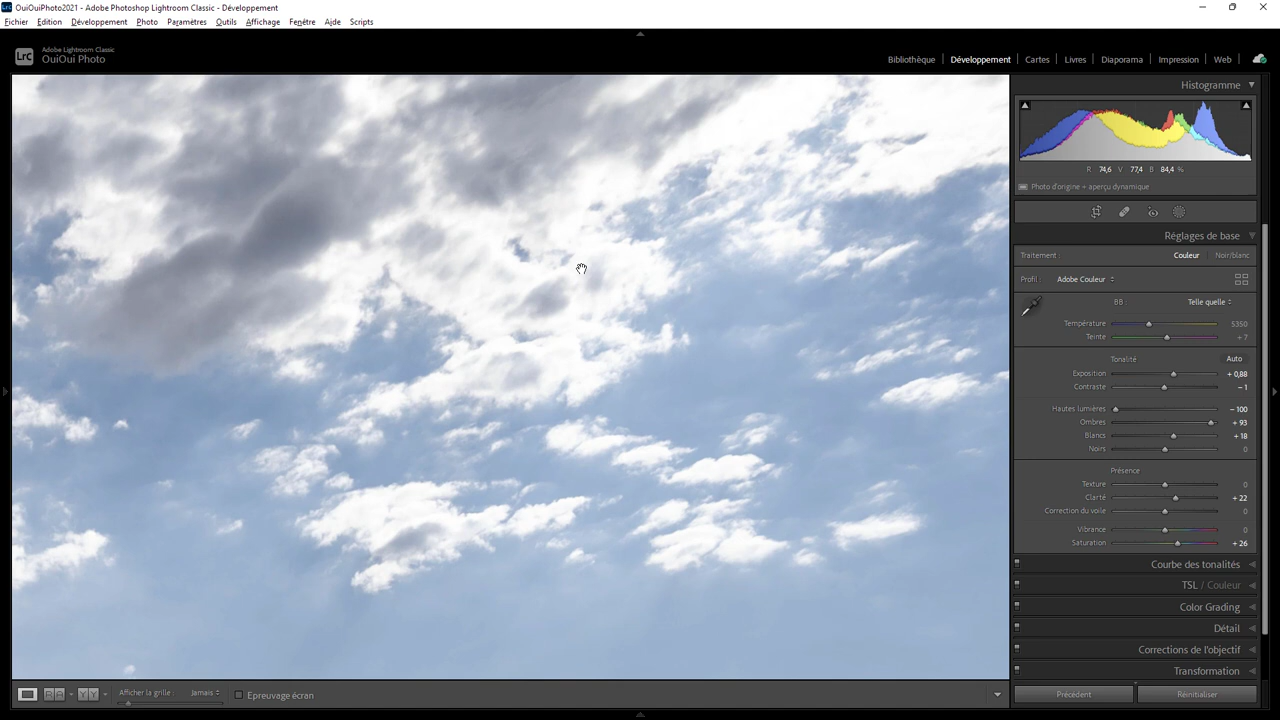 OuiOuiPhoto2021 - Adobe Photoshop Lightroom Classic - Développement
Fichier Edition Développement Photo Paramètres Outils Affichage Fenêtre Aide Scripts
Lrc
Adobe Lightroom Classic
OuiOui Photo
Bibliothèque Développement Cartes Livres Diaporama Impression Web
Histogramme
R 74,6 V 77,4 B 84,4 %
Photo d'origine + aperçu dynamique
Réglages de base
Traitement : Couleur Noir/blanc
Profil : Adobe Couleur
BB : Telle quelle
Température 5350
Teinte + 7
Tonalité Auto
Exposition + 0,88
Contraste – 1
Hautes lumières – 100
Ombres + 93
Blancs + 18
Noirs 0
Présence
Texture 0
Clarté + 22
Correction du voile 0
Vibrance 0
Saturation + 26
Courbe des tonalités
TSL / Couleur
Color Grading
Détail
Corrections de l'objectif
Transformation
Afficher la grille : Jamais Epreuvage écran
Précédent Réinitialiser